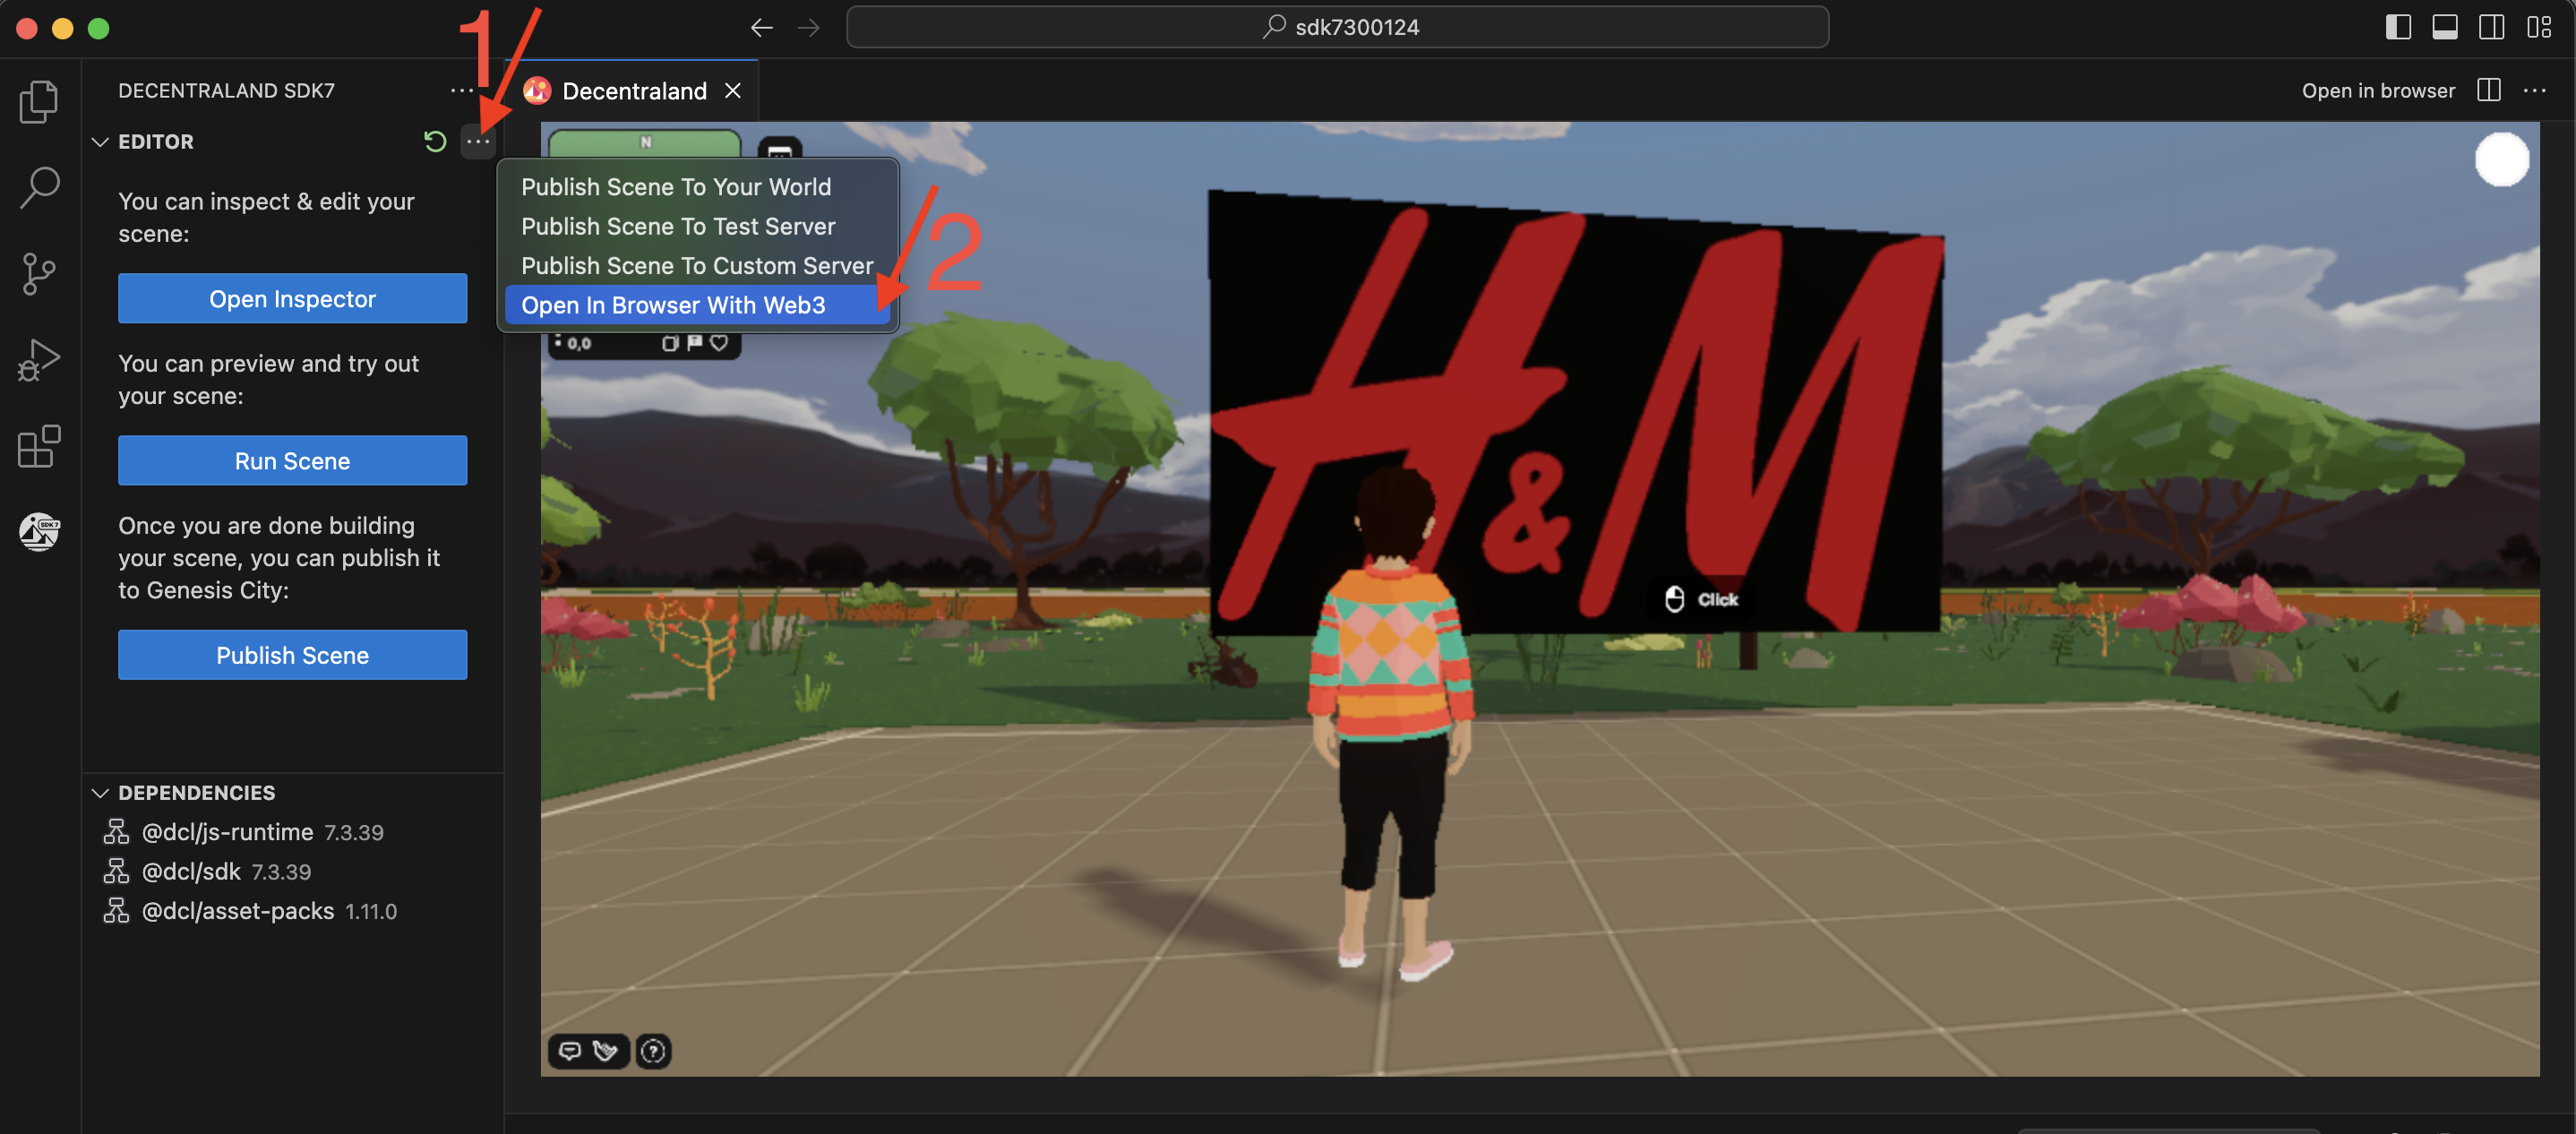 sdk7300124
1
DECENTRALAND SDK7
Decentraland
Open in browser
EDITOR
N
You can inspect & edit your
scene:
Open Inspector
You can preview and try out
your scene:
Run Scene
Once you are done building
your scene, you can publish it
to Genesis City:
Publish Scene
Publish Scene To Your World
Publish Scene To Test Server
Publish Scene To Custom Server
Open In Browser With Web3
2
0,0
H&M
Click
SDK 7
DEPENDENCIES
@dcl/js-runtime 7.3.39
@dcl/sdk 7.3.39
@dcl/asset-packs 1.11.0
?